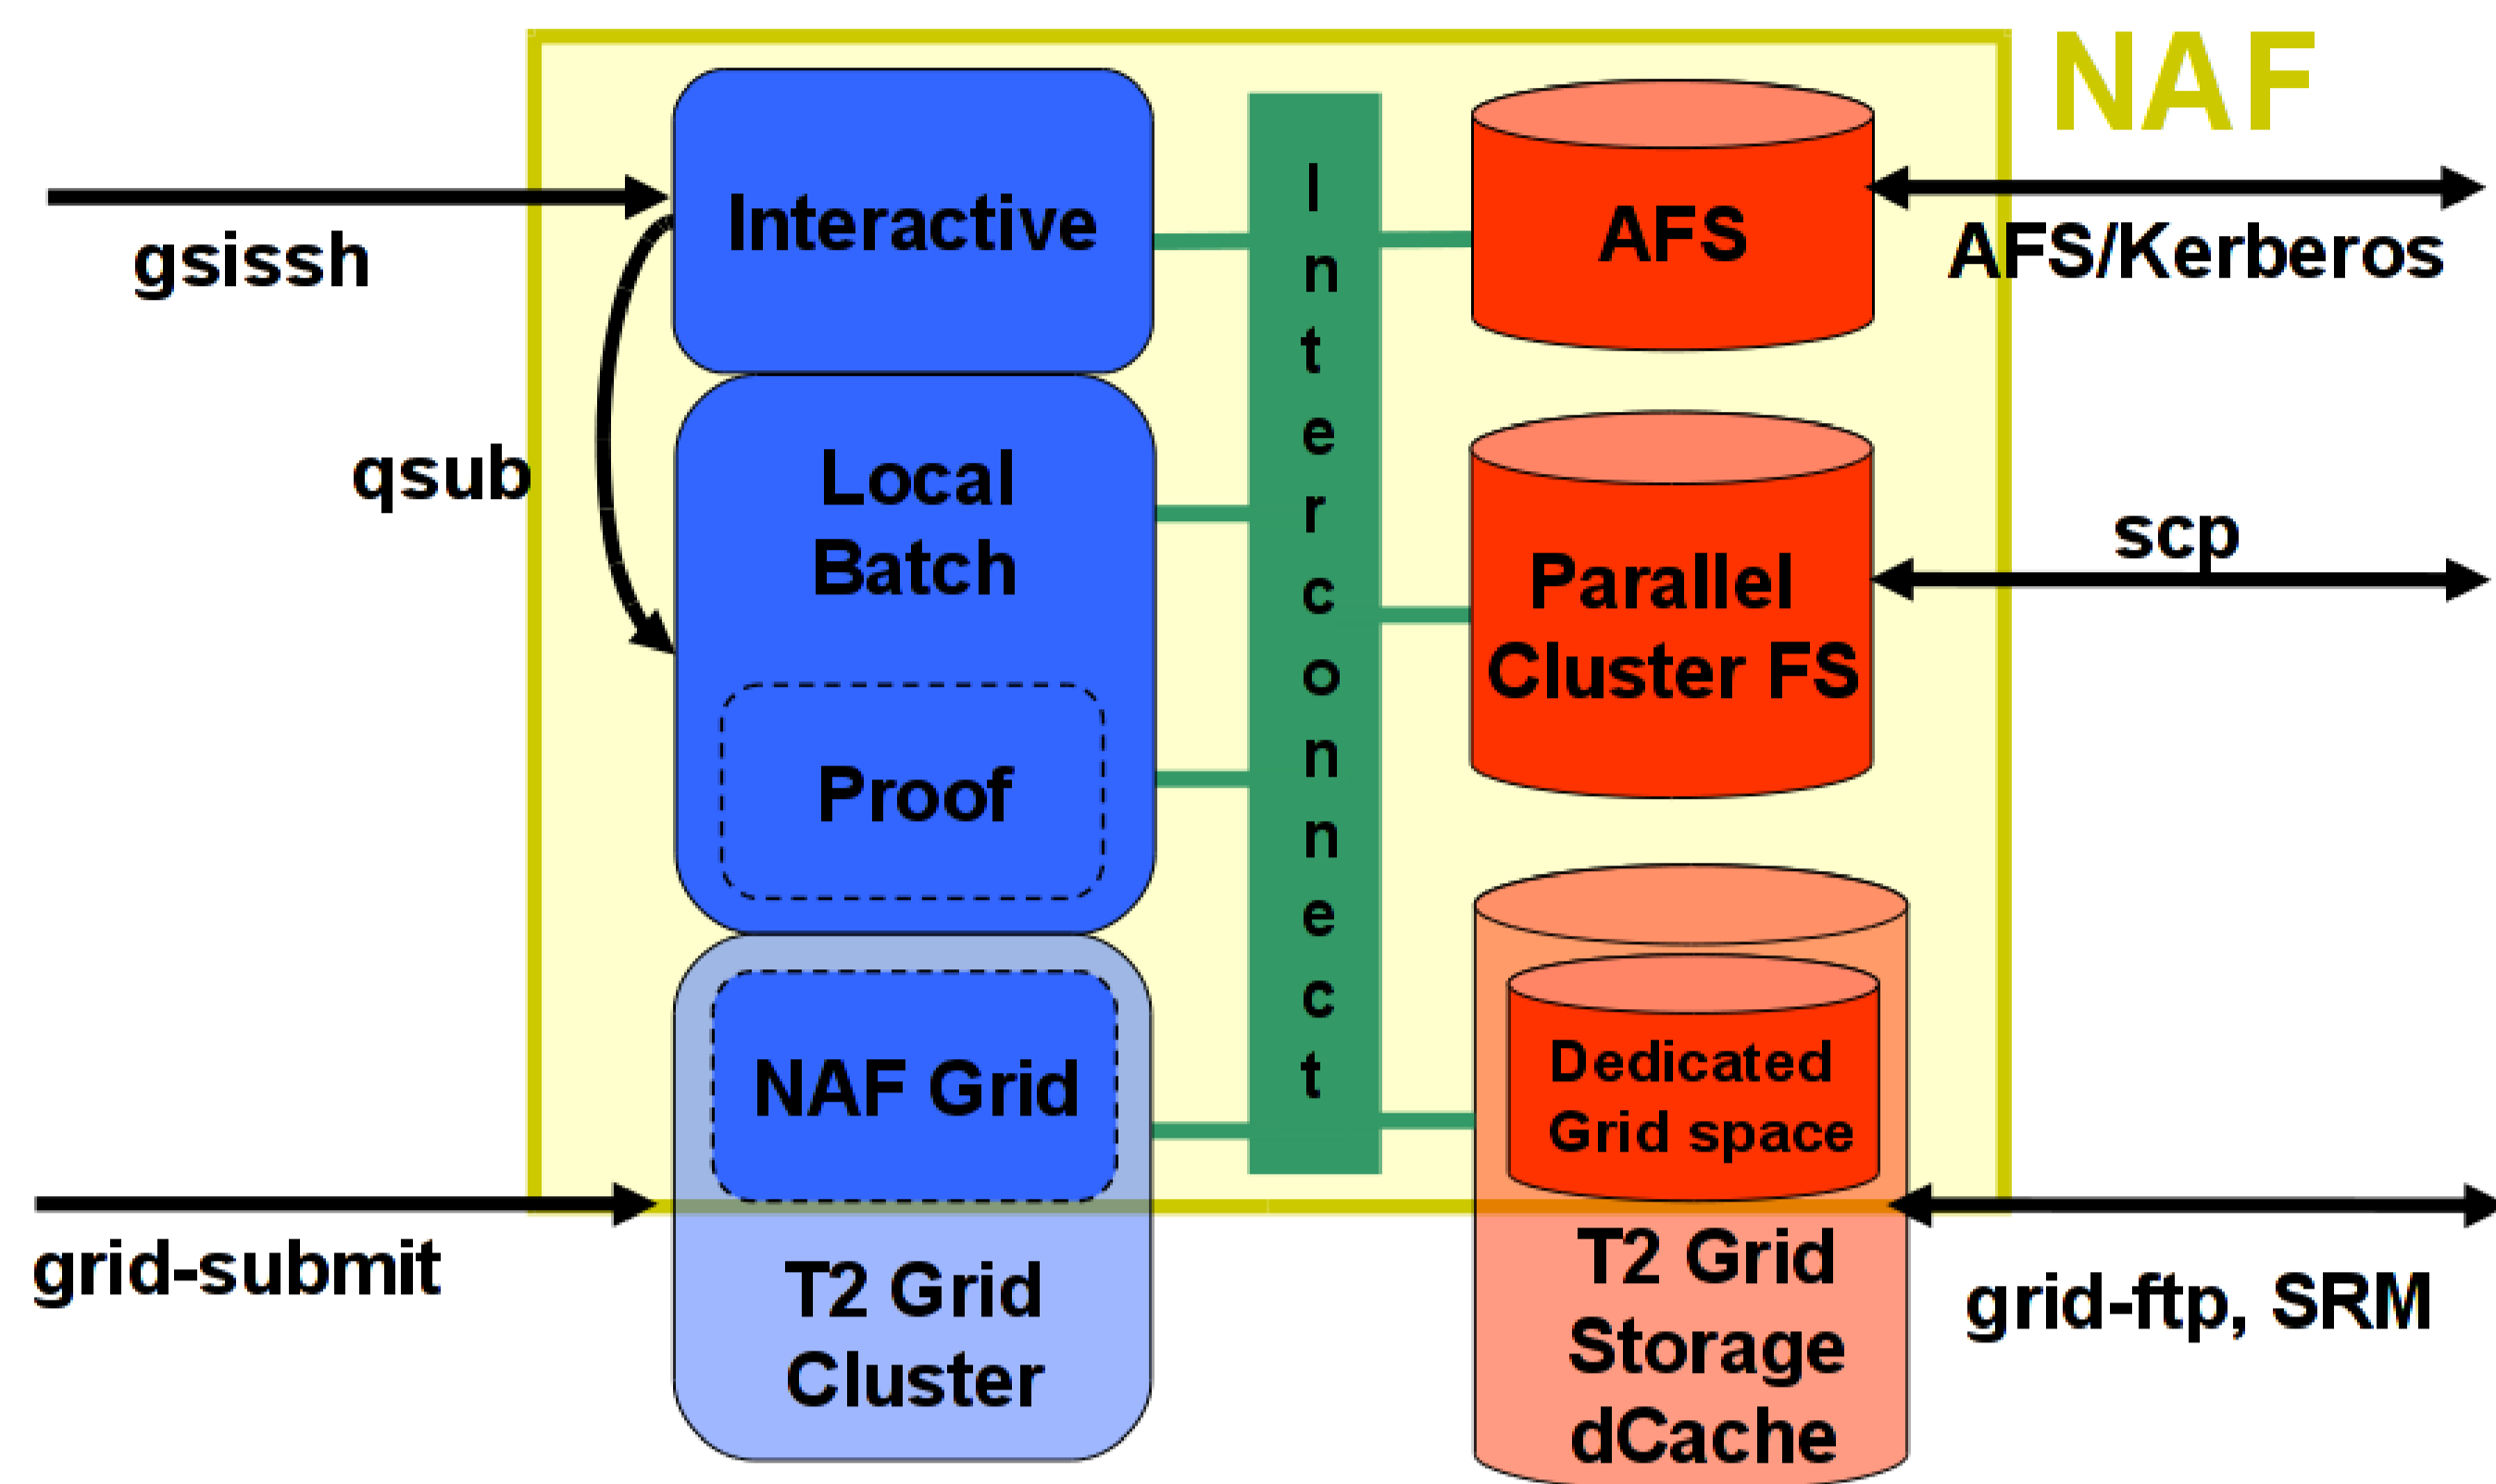 NAF
gsissh
Interactive
qsub
Local
Batch
Proof
NAF Grid
T2 Grid
Cluster
grid-submit
Interconnect
AFS
AFS/Kerberos
Parallel
Cluster FS
scp
Dedicated
Grid space
T2 Grid
Storage
dCache
grid-ftp, SRM